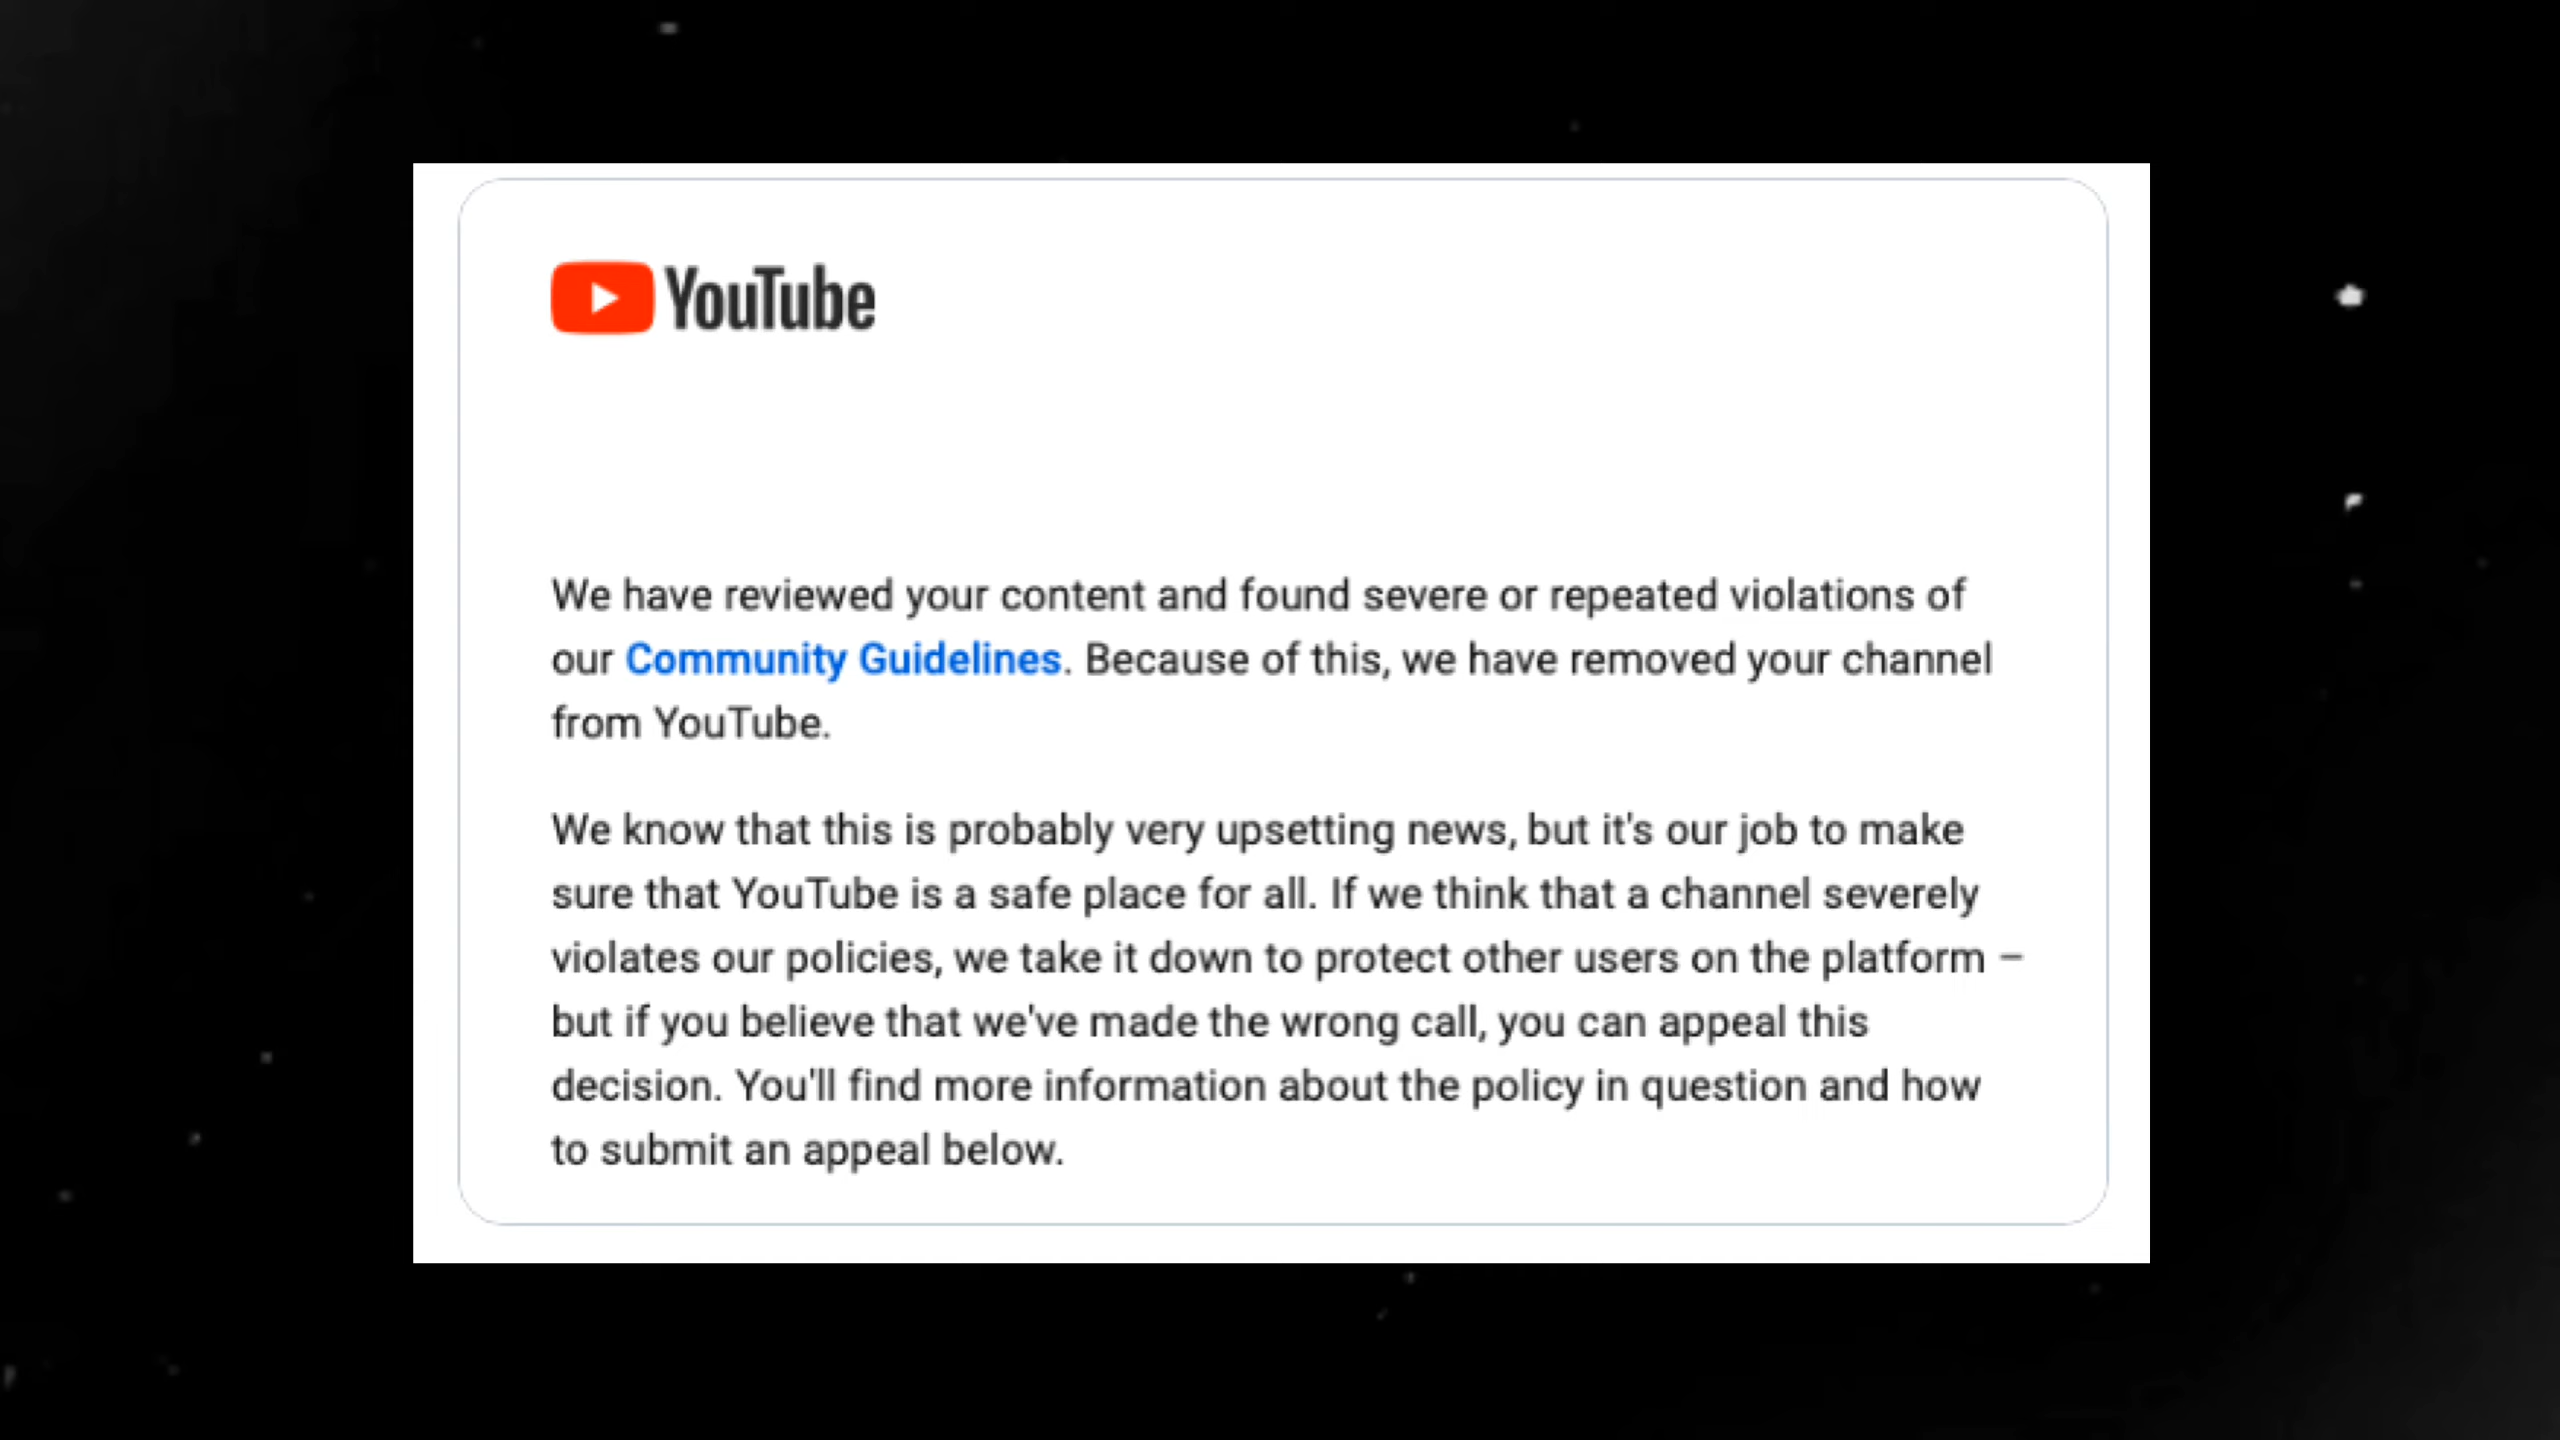 YouTube
We have reviewed your content and found severe or repeated violations of
our Community Guidelines. Because of this, we have removed your channel
from YouTube.
We know that this is probably very upsetting news, but it's our job to make
sure that YouTube is a safe place for all. If we think that a channel severely
violates our policies, we take it down to protect other users on the platform –
but if you believe that we've made the wrong call, you can appeal this
decision. You'll find more information about the policy in question and how
to submit an appeal below.